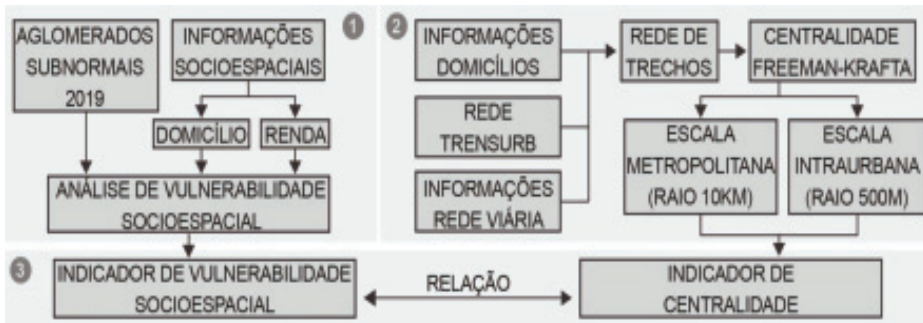 1
AGLOMERADOS
SUBNORMAIS
2019
INFORMAÇÕES
SOCIOESPACIAIS
DOMICÍLIO
RENDA
ANÁLISE DE VULNERABILIDADE
SOCIOESPACIAL
2
INFORMAÇÕES
DOMICÍLIOS
REDE
TRENSURB
INFORMAÇÕES
REDE VIÁRIA
REDE DE
TRECHOS
CENTRALIDADE
FREEMAN-KRAFTA
ESCALA
METROPOLITANA
(RAIO 10KM)
ESCALA
INTRAURBANA
(RAIO 500M)
3
INDICADOR DE VULNERABILIDADE
SOCIOESPACIAL
RELAÇÃO
INDICADOR DE
CENTRALIDADE